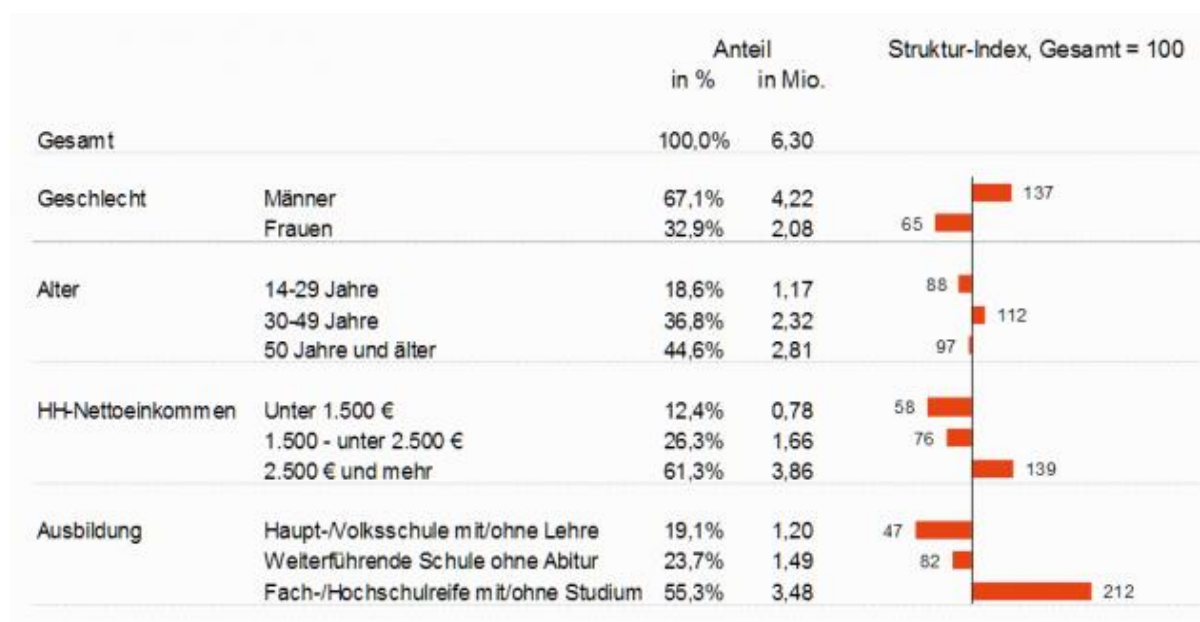 Anteil Struktur-Index, Gesamt = 100
in % in Mio.
Gesamt 100,0% 6,30
Geschlecht Männer 67,1% 4,22 137
Frauen 32,9% 2,08 65
Alter 14-29 Jahre 18,6% 1,17 88
30-49 Jahre 36,8% 2,32 112
50 Jahre und älter 44,6% 2,81 97
HH-Nettoeinkommen Unter 1.500 € 12,4% 0,78 58
1.500 - unter 2.500 € 26,3% 1,66 76
2.500 € und mehr 61,3% 3,86 139
Ausbildung Haupt-/Volksschule mit/ohne Lehre 19,1% 1,20 47
Weiterführende Schule ohne Abitur 23,7% 1,49 82
Fach-/Hochschulreife mit/ohne Studium 55,3% 3,48 212